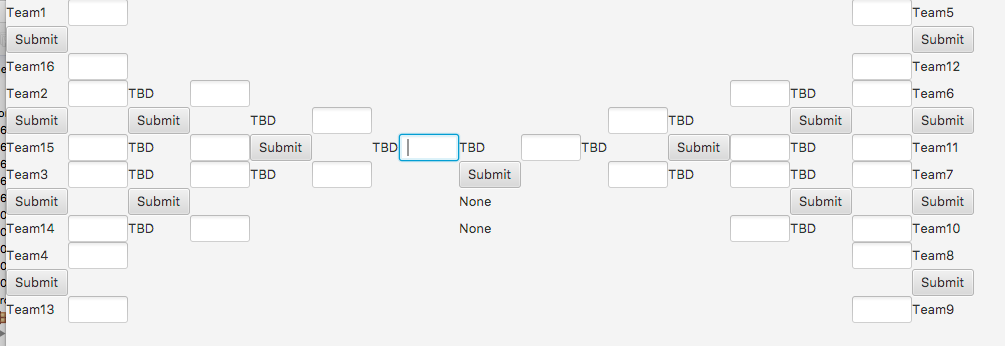 Team1 Team5
Submit Submit
Team16 Team12
Team2 TBD TBD Team6
Submit Submit TBD TBD Submit Submit
Team15 TBD Submit TBD TBD TBD Submit TBD Team11
Team3 TBD TBD Submit TBD TBD Team7
Submit Submit None Submit Submit
Team14 TBD None TBD Team10
Team4 Team8
Submit Submit
Team13 Team9